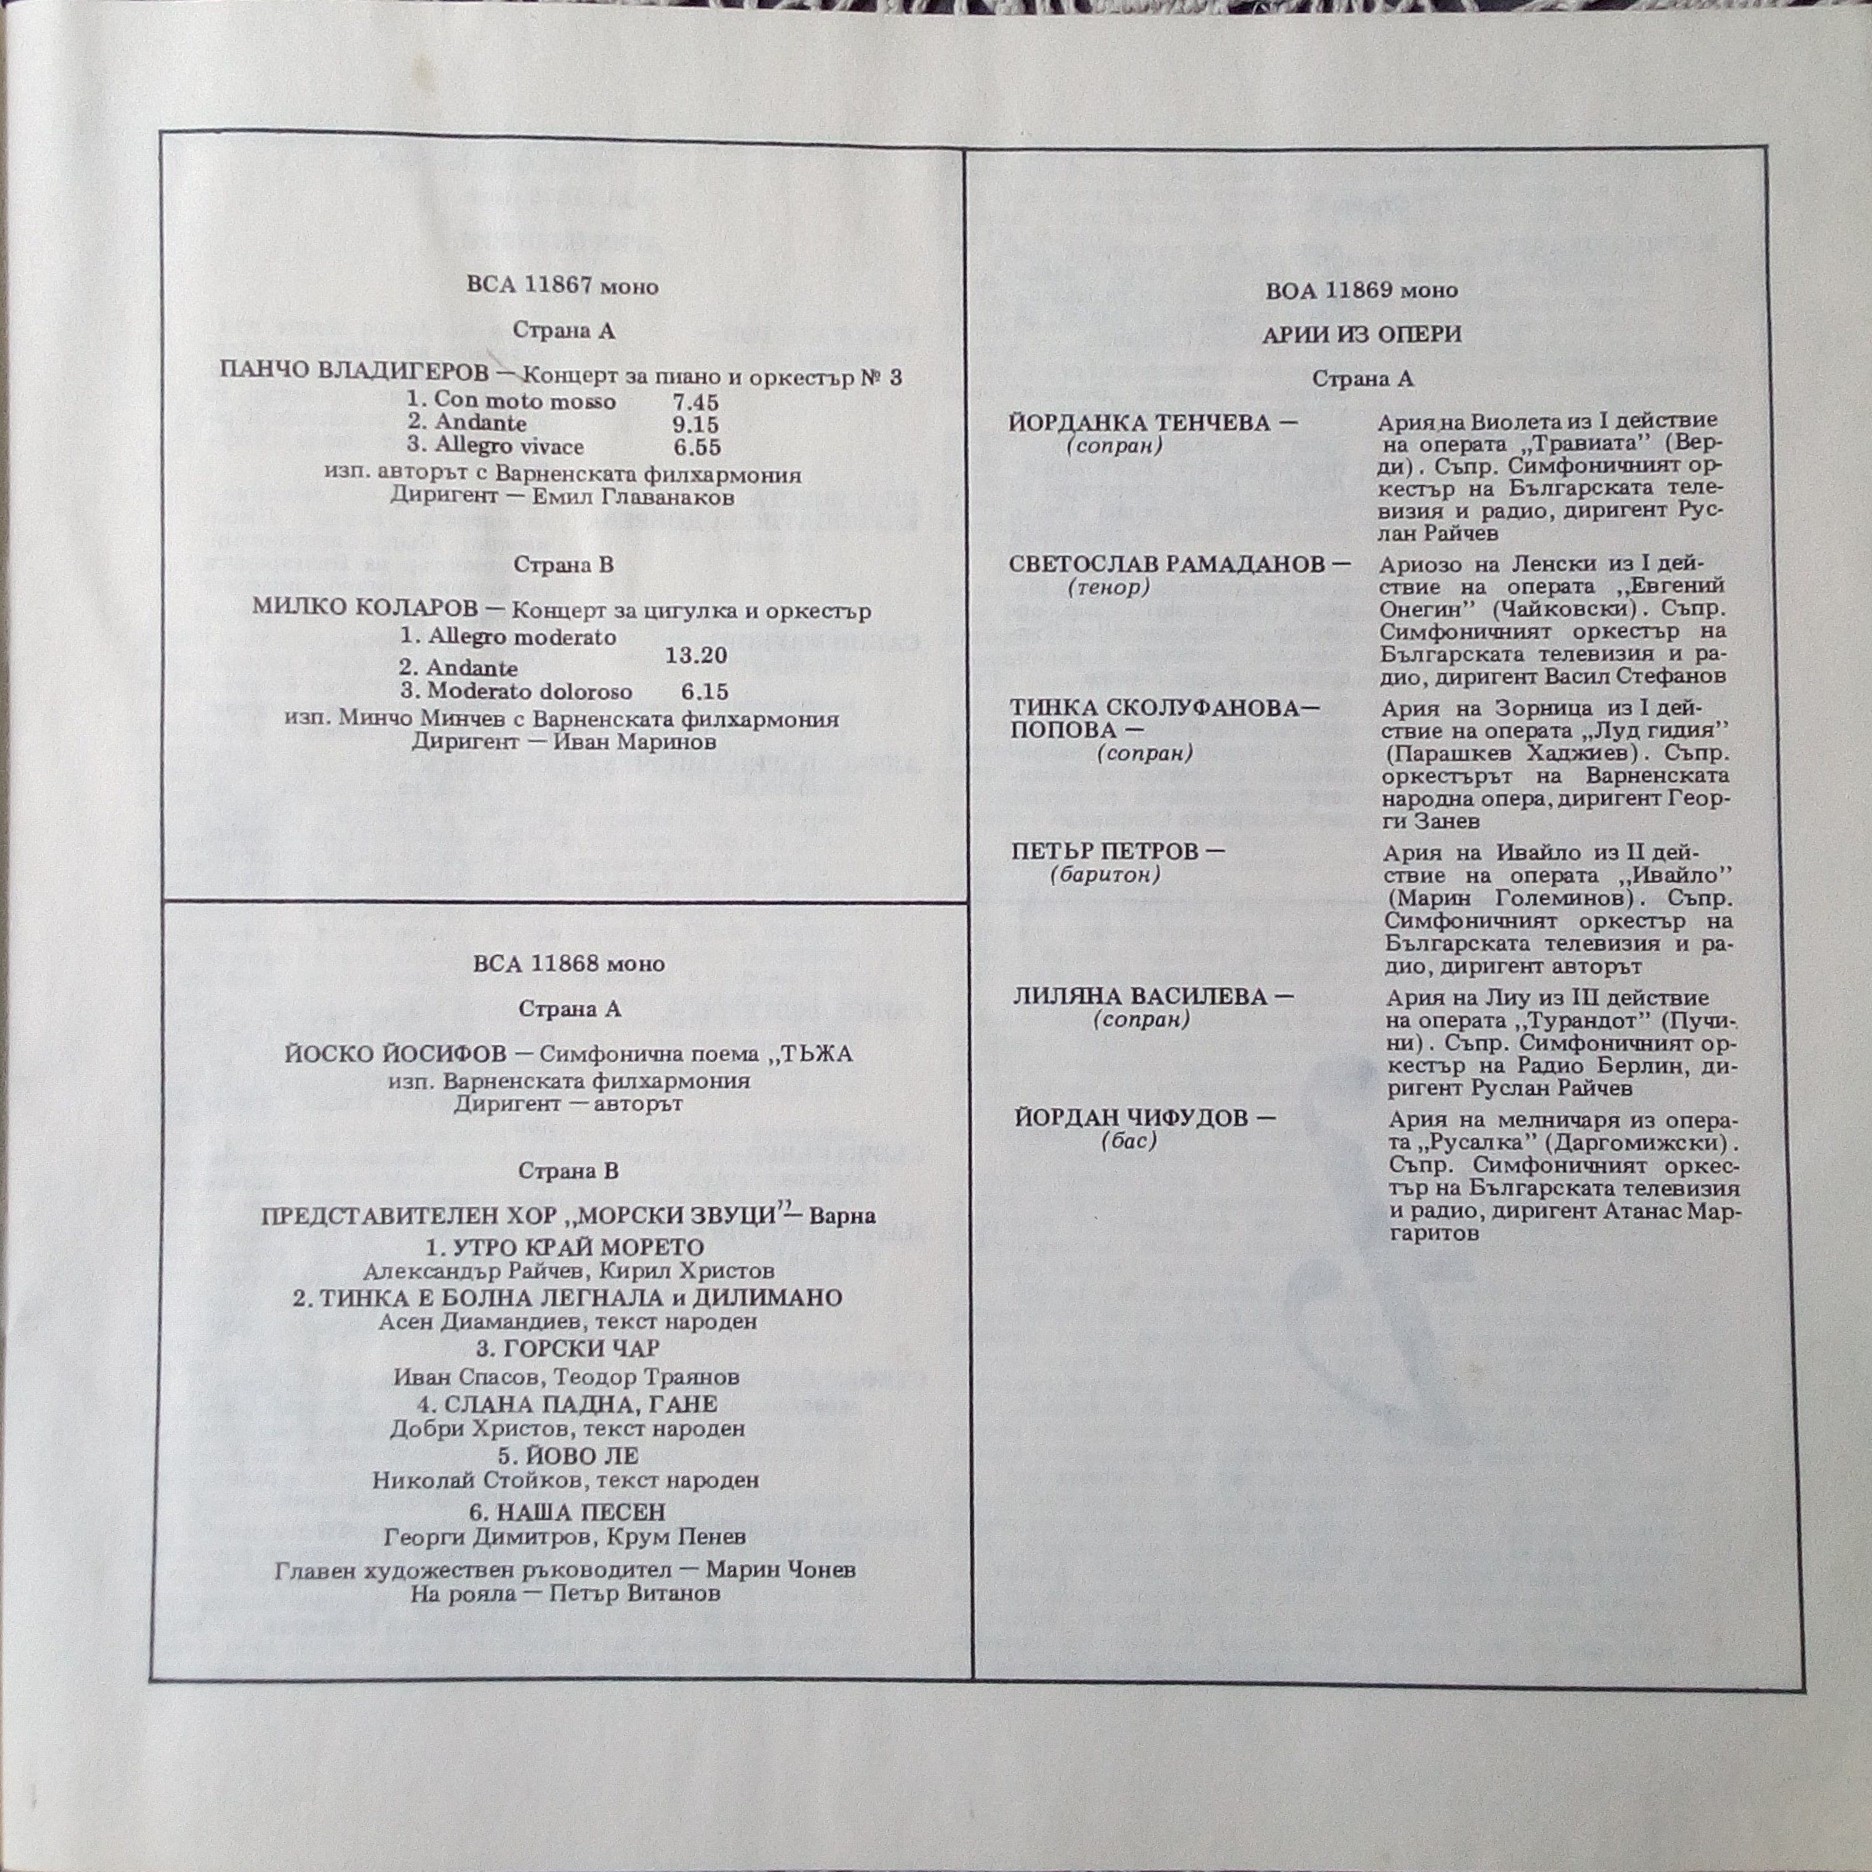 ВСА 11867 моно
Страна А
ПАНЧО ВЛАДИГЕРОВ — Концерт за пиано и оркестър № 3
1. Con moto mosso 7.45
2. Andante 9.15
3. Allegro vivace 6.55
изп. авторът с Варненската филхармония
Диригент — Емил Главанаков
Страна В
МИЛКО КОЛАРОВ — Концерт за цигулка и оркестър
1. Allegro moderato
13.20
2. Andante
3. Moderato doloroso 6.15
изп. Минчо Минчев с Варненската филхармония
Диригент — Иван Маринов
ВСА 11868 моно
Страна А
ЙОСКО ЙОСИФОВ — Симфонична поема „ТЪЖА
изп. Варненската филхармония
Диригент — авторът
Страна В
ПРЕДСТАВИТЕЛЕН ХОР „МОРСКИ ЗВУЦИ”— Варна
1. УТРО КРАЙ МОРЕТО
Александър Райчев, Кирил Христов
2. ТИНКА Е БОЛНА ЛЕГНАЛА и ДИЛИМАНО
Асен Диамандиев, текст народен
3. ГОРСКИ ЧАР
Иван Спасов, Теодор Траянов
4. СЛАНА ПАДНА, ГАНЕ
Добри Христов, текст народен
5. ЙОВО ЛЕ
Николай Стойков, текст народен
6. НАША ПЕСЕН
Георги Димитров, Крум Пенев
Главен художествен ръководител — Марин Чонев
На рояла — Петър Витанов
ВОА 11869 моно
АРИИ ИЗ ОПЕРИ
Страна А
ЙОРДАНКА ТЕНЧЕВА —
(сопран)
Ария на Виолета из I действие
на операта „Травиата” (Вер-
ди). Съпр. Симфоничният ор-
кестър на Българската теле-
визия и радио, диригент Рус-
лан Райчев
СВЕТОСЛАВ РАМАДАНОВ —
(тенор)
Ариозо на Ленски из I дей-
ствие на операта „Евгений
Онегин” (Чайковски). Съпр.
Симфоничният оркестър на
Българската телевизия и ра-
дио, диригент Васил Стефанов
ТИНКА СКОЛУФАНОВА—
ПОПОВА —
(сопран)
Ария на Зорница из I дей-
ствие на операта „Луд гидия”
(Парашкев Хаджиев). Съпр.
оркестърът на Варненската
народна опера, диригент Геор-
ги Занев
ПЕТЪР ПЕТРОВ —
(баритон)
Ария на Ивайло из II дей-
ствие на операта „Ивайло”
(Марин Големинов). Съпр.
Симфоничният оркестър на
Българската телевизия и ра-
дио, диригент авторът
ЛИЛЯНА ВАСИЛЕВА —
(сопран)
Ария на Лиу из III действие
на операта „Турандот” (Пучи-
ни). Съпр. Симфоничният ор-
кестър на Радио Берлин, ди-
ригент Руслан Райчев
ЙОРДАН ЧИФУДОВ —
(бас)
Ария на мелничаря из опера-
та „Русалка” (Даргомижски).
Съпр. Симфоничният оркес-
тър на Българската телевизия
и радио, диригент Атанас Мар-
гаритов